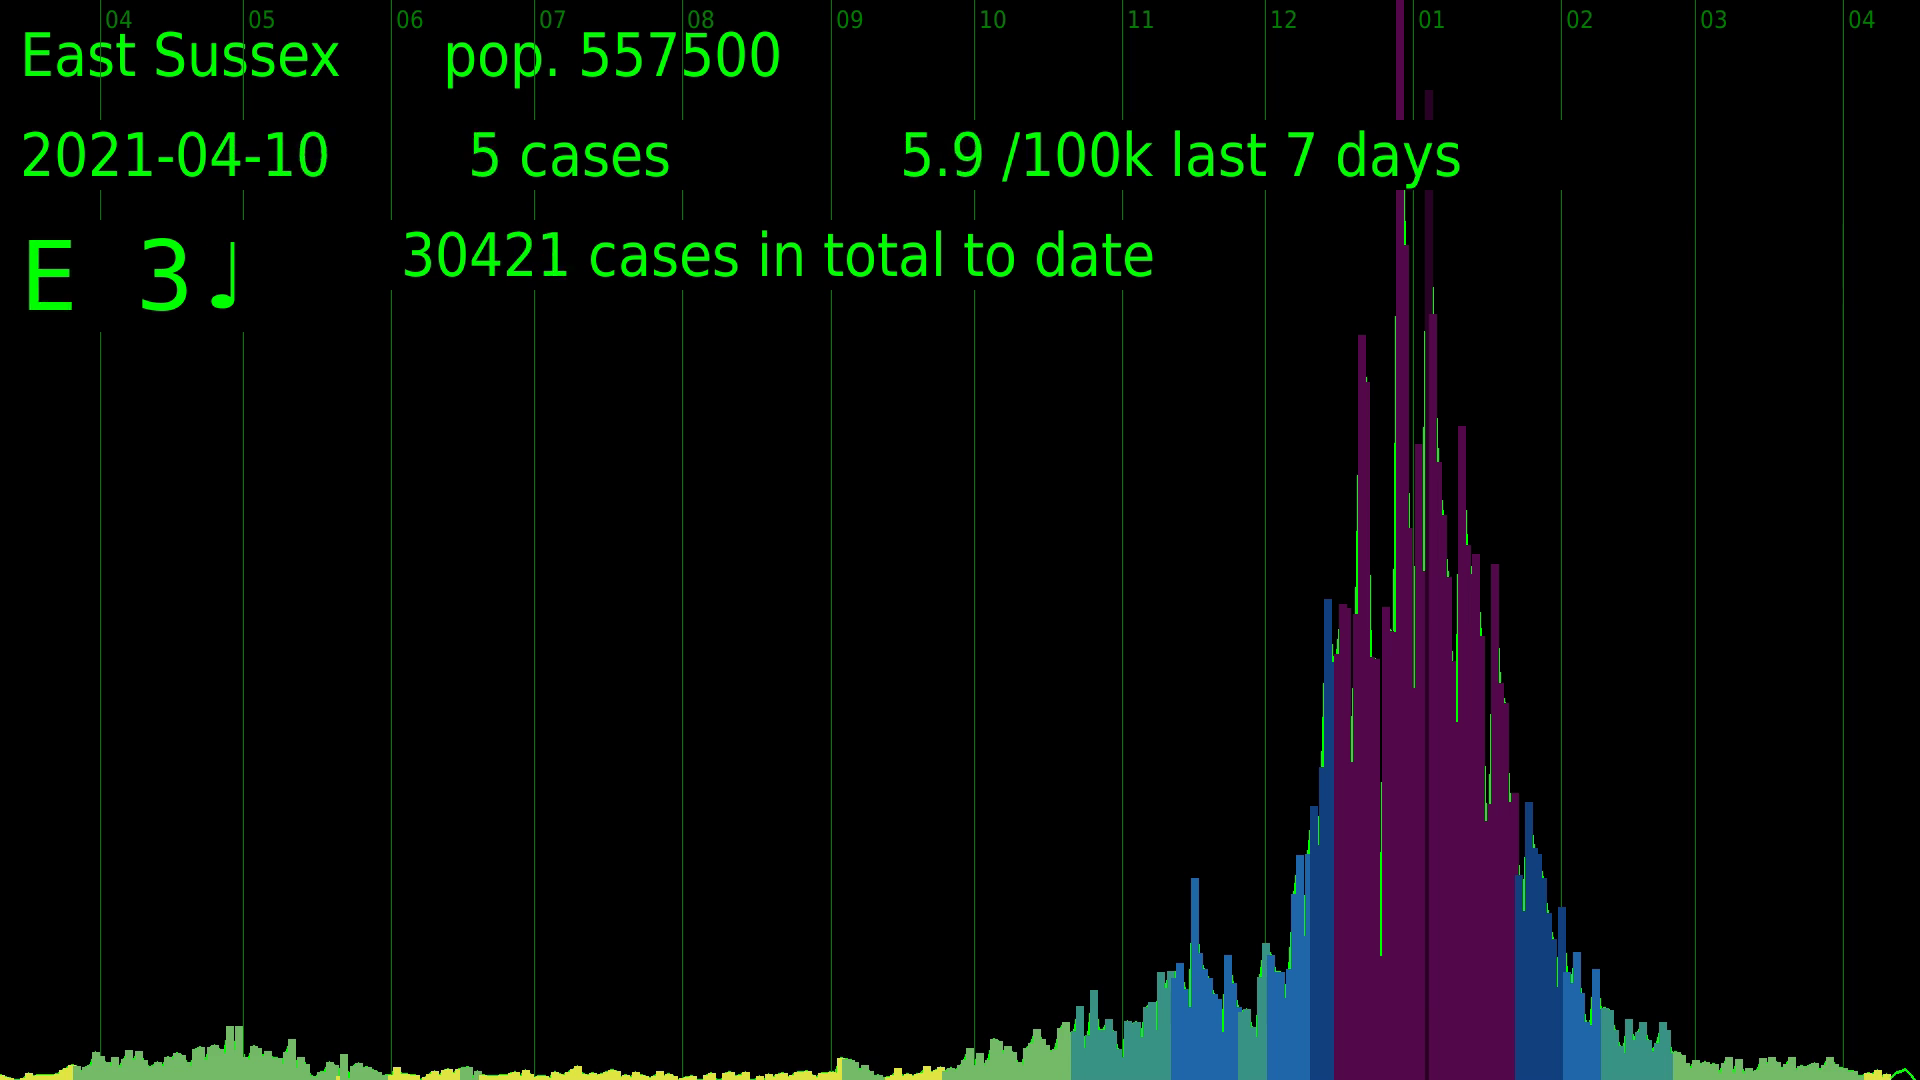 04 05 06 07 08 09 10 11 12 01 02 03 04
East Sussex pop. 557500
2021-04-10 5 cases 5.9 /100k last 7 days
E 3♩ 30421 cases in total to date